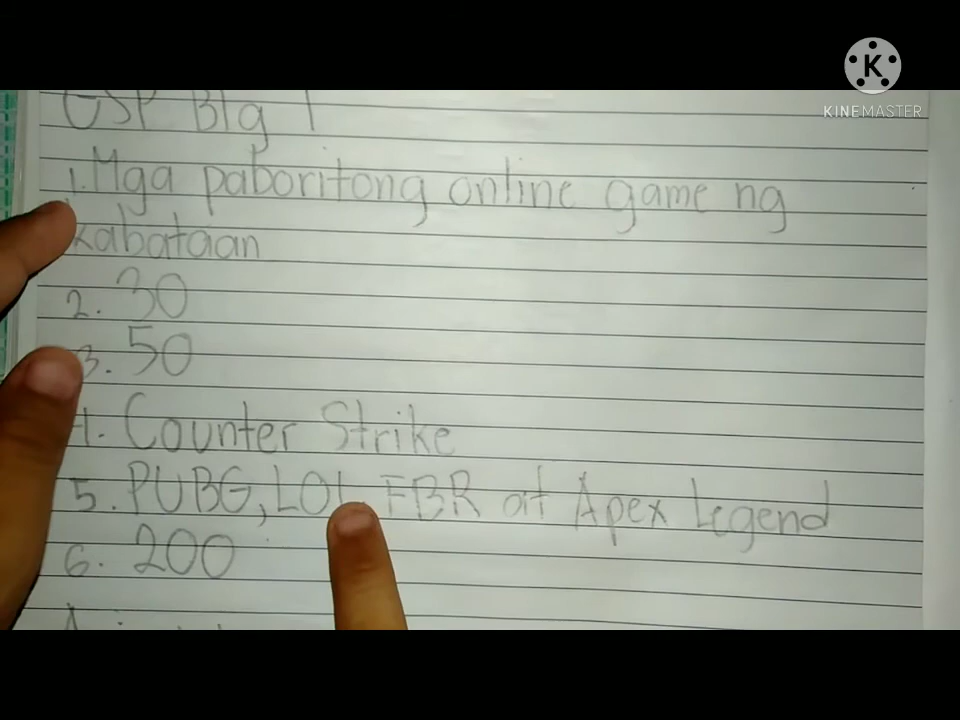 KINEMASTER
GSP Blg 1
1. Mga paboritong online game ng
kabataan
2. 30
3. 50
4. Counter Strike
5. PUBG, LOL FBR at Apex Legend
6. 200